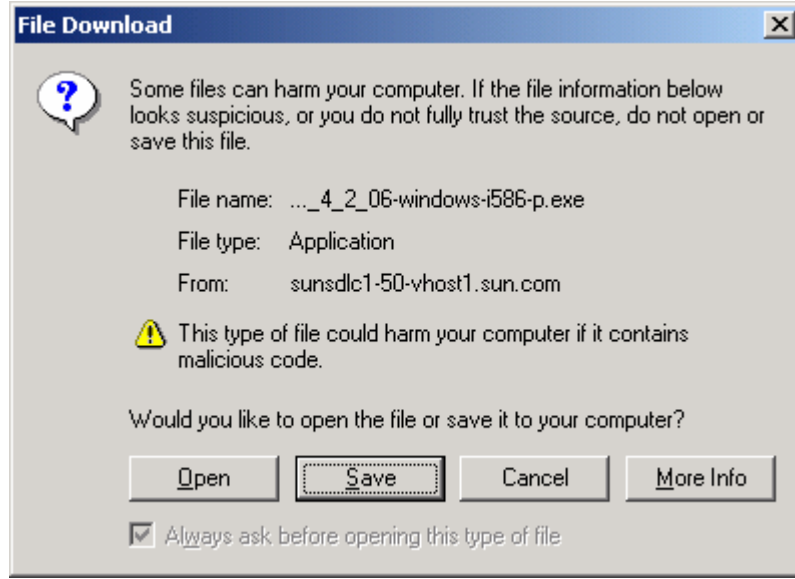 File Download
Some files can harm your computer. If the file information below
looks suspicious, or you do not fully trust the source, do not open or
save this file.
File name: ..._4_2_06-windows-i586-p.exe
File type: Application
From: sunsdlc1-50-vhost1.sun.com
This type of file could harm your computer if it contains
malicious code.
Would you like to open the file or save it to your computer?
Open Save Cancel More Info
Always ask before opening this type of file